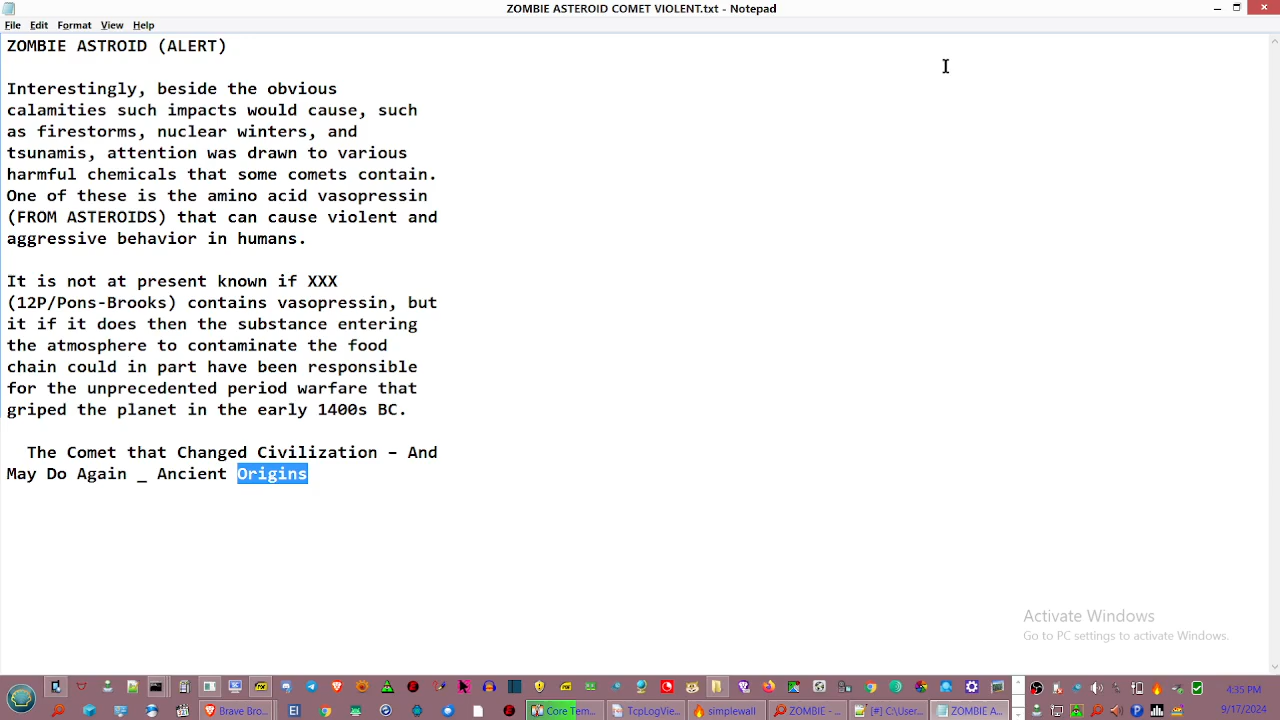 ZOMBIE ASTEROID COMET VIOLENT.txt - Notepad
File Edit Format View Help
ZOMBIE ASTROID (ALERT)
Interestingly, beside the obvious
calamities such impacts would cause, such
as firestorms, nuclear winters, and
tsunamis, attention was drawn to various
harmful chemicals that some comets contain.
One of these is the amino acid vasopressin
(FROM ASTEROIDS) that can cause violent and
aggressive behavior in humans.
It is not at present known if XXX
(12P/Pons-Brooks) contains vasopressin, but
it if it does then the substance entering
the atmosphere to contaminate the food
chain could in part have been responsible
for the unprecedented period warfare that
griped the planet in the early 1400s BC.
The Comet that Changed Civilization – And
May Do Again _ Ancient Origins
Activate Windows
Go to PC settings to activate Windows.
4:35 PM
Brave Bro... Core Tem... TcpLogVie... simplewall ZOMBIE - ... [#] C:\User... ZOMBIE A...
9/17/2024